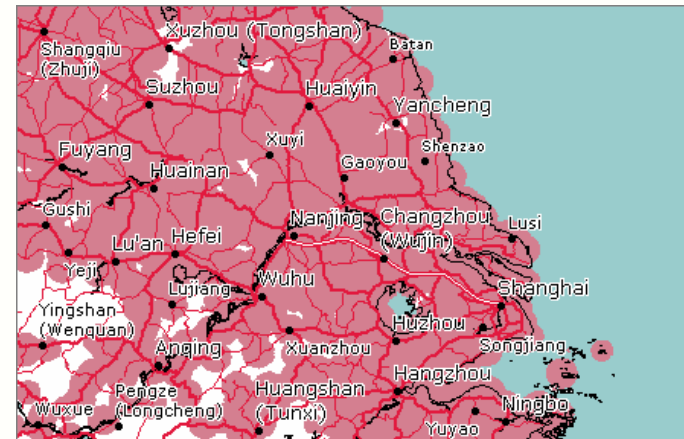 Xuzhou (Tongshan)
Batan
Shangqiu
(Zhuji)
Suzhou
Huaiyin
Yancheng
Xuyi
Shenzao
Fuyang
Gaoyou
Huainan
Gushi
Nanjing
Changzhou
(Wujin)
Lusi
Lu'an
Hefei
Yeji
Wuhu
Lujiang
Shanghai
Yingshan
(Wenquan)
Huzhou
Xuanzhou
Songjiang
Anqing
Hangzhou
Pengze
(Longcheng)
Huangshan
(Tunxi)
Wuxue
Ningbo
Yuyao